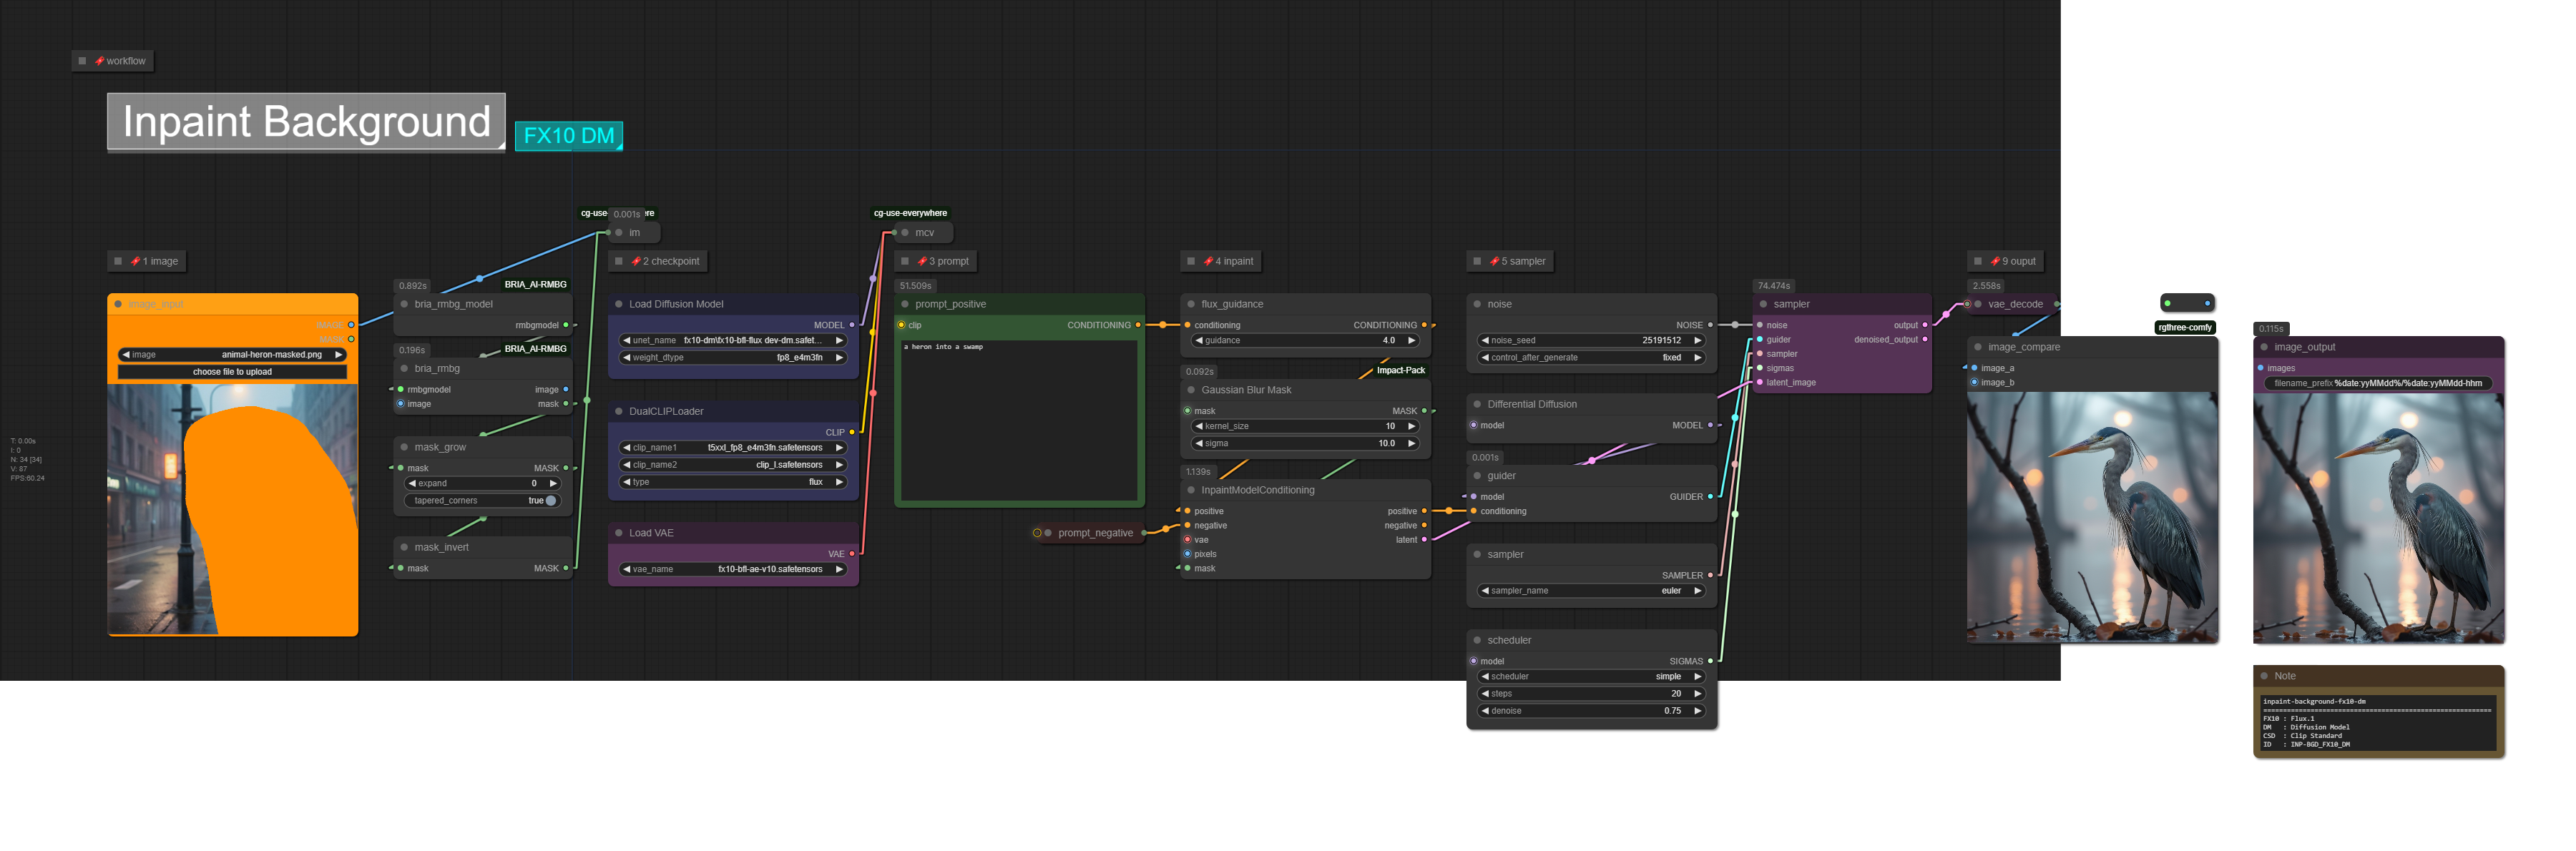 workflow
Inpaint Background
FX10 DM
cg-use
ere
0.001s
im
cg-use-everywhere
mcv
1 image
2 checkpoint
3 prompt
4 inpaint
5 sampler
9 ouput
image_input
IMAGE
MASK
image animal-heron-masked.png
choose file to upload
T: 0.00s
I: 0
N: 34 [34]
V: 87
FPS:60.24
0.892s
BRIA_AI-RMBG
bria_rmbg_model
rmbgmodel
0.196s
BRIA_AI-RMBG
bria_rmbg
rmbgmodel image
image mask
mask_grow
mask MASK
expand 0
tapered_corners true
mask_invert
mask MASK
Load Diffusion Model
MODEL
unet_name fx10-dm\fx10-bfl-flux dev-dm.safet...
weight_dtype fp8_e4m3fn
DualCLIPLoader
CLIP
clip_name1 t5xxl_fp8_e4m3fn.safetensors
clip_name2 clip_l.safetensors
type flux
Load VAE
VAE
vae_name fx10-bfl-ae-v10.safetensors
51.509s
prompt_positive
clip CONDITIONING
a heron into a swamp
prompt_negative
flux_guidance
conditioning CONDITIONING
guidance 4.0
0.092s
Impact-Pack
Gaussian Blur Mask
mask MASK
kernel_size 10
sigma 10.0
1.139s
InpaintModelConditioning
positive positive
negative negative
vae latent
pixels
mask
noise
NOISE
noise_seed 25191512
control_after_generate fixed
Differential Diffusion
model MODEL
0.001s
guider
model GUIDER
conditioning
sampler
SAMPLER
sampler_name euler
scheduler
model SIGMAS
scheduler simple
steps 20
denoise 0.75
74.474s
sampler
noise output
guider denoised_output
sampler
sigmas
latent_image
2.558s
vae_decode
rgthree-comfy
image_compare
image_a
image_b
0.115s
image_output
images
filename_prefix %date:yyMMdd%/%date:yyMMdd-hhm
Note
inpaint-background-fx10-dm
==========================================================
FX10 : Flux.1
DM : Diffusion Model
CSD : Clip Standard
ID : INP-BGD_FX10_DM